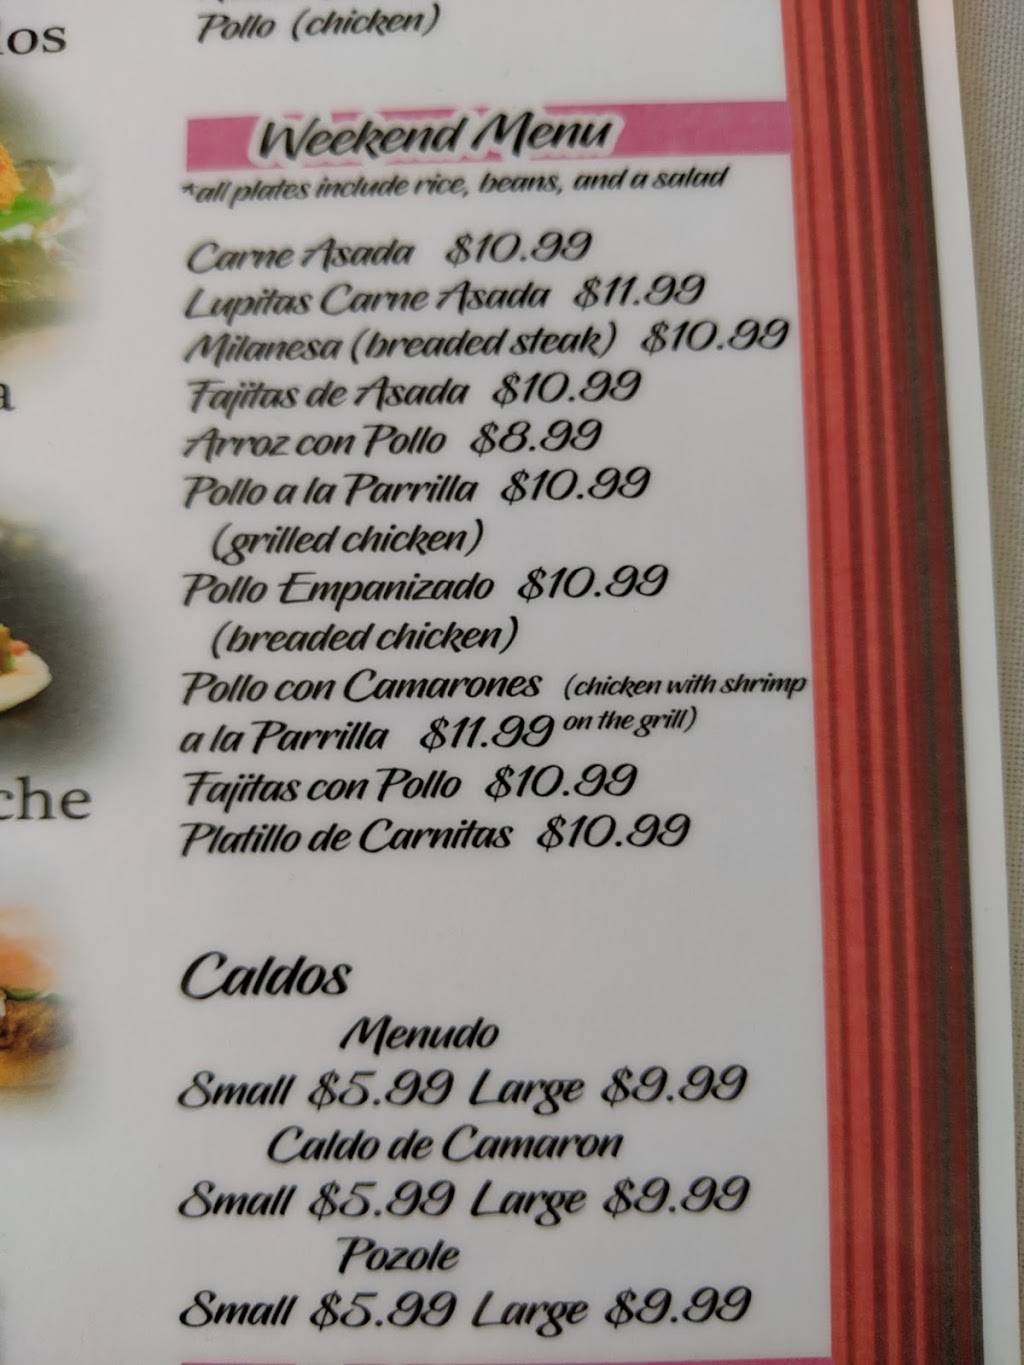 los
Pollo (chicken)
Weekend Menu
*all plates include rice, beans, and a salad
Carne Asada $10.99
Lupitas Carne Asada $11.99
Milanesa (breaded steak) $10.99
Fajitas de Asada $10.99
a
Arroz con Pollo $8.99
Pollo a la Parrilla $10.99
(grilled chicken)
Pollo Empanizado $10.99
(breaded chicken)
Pollo con Camarones (chicken with shrimp
a la Parrilla $11.99 on the grill)
Fajitas con Pollo $10.99
che
Platillo de Carnitas $10.99
Caldos
Menudo
Small $5.99 Large $9.99
Caldo de Camaron
Small $5.99 Large $9.99
Pozole
Small $5.99 Large $9.99